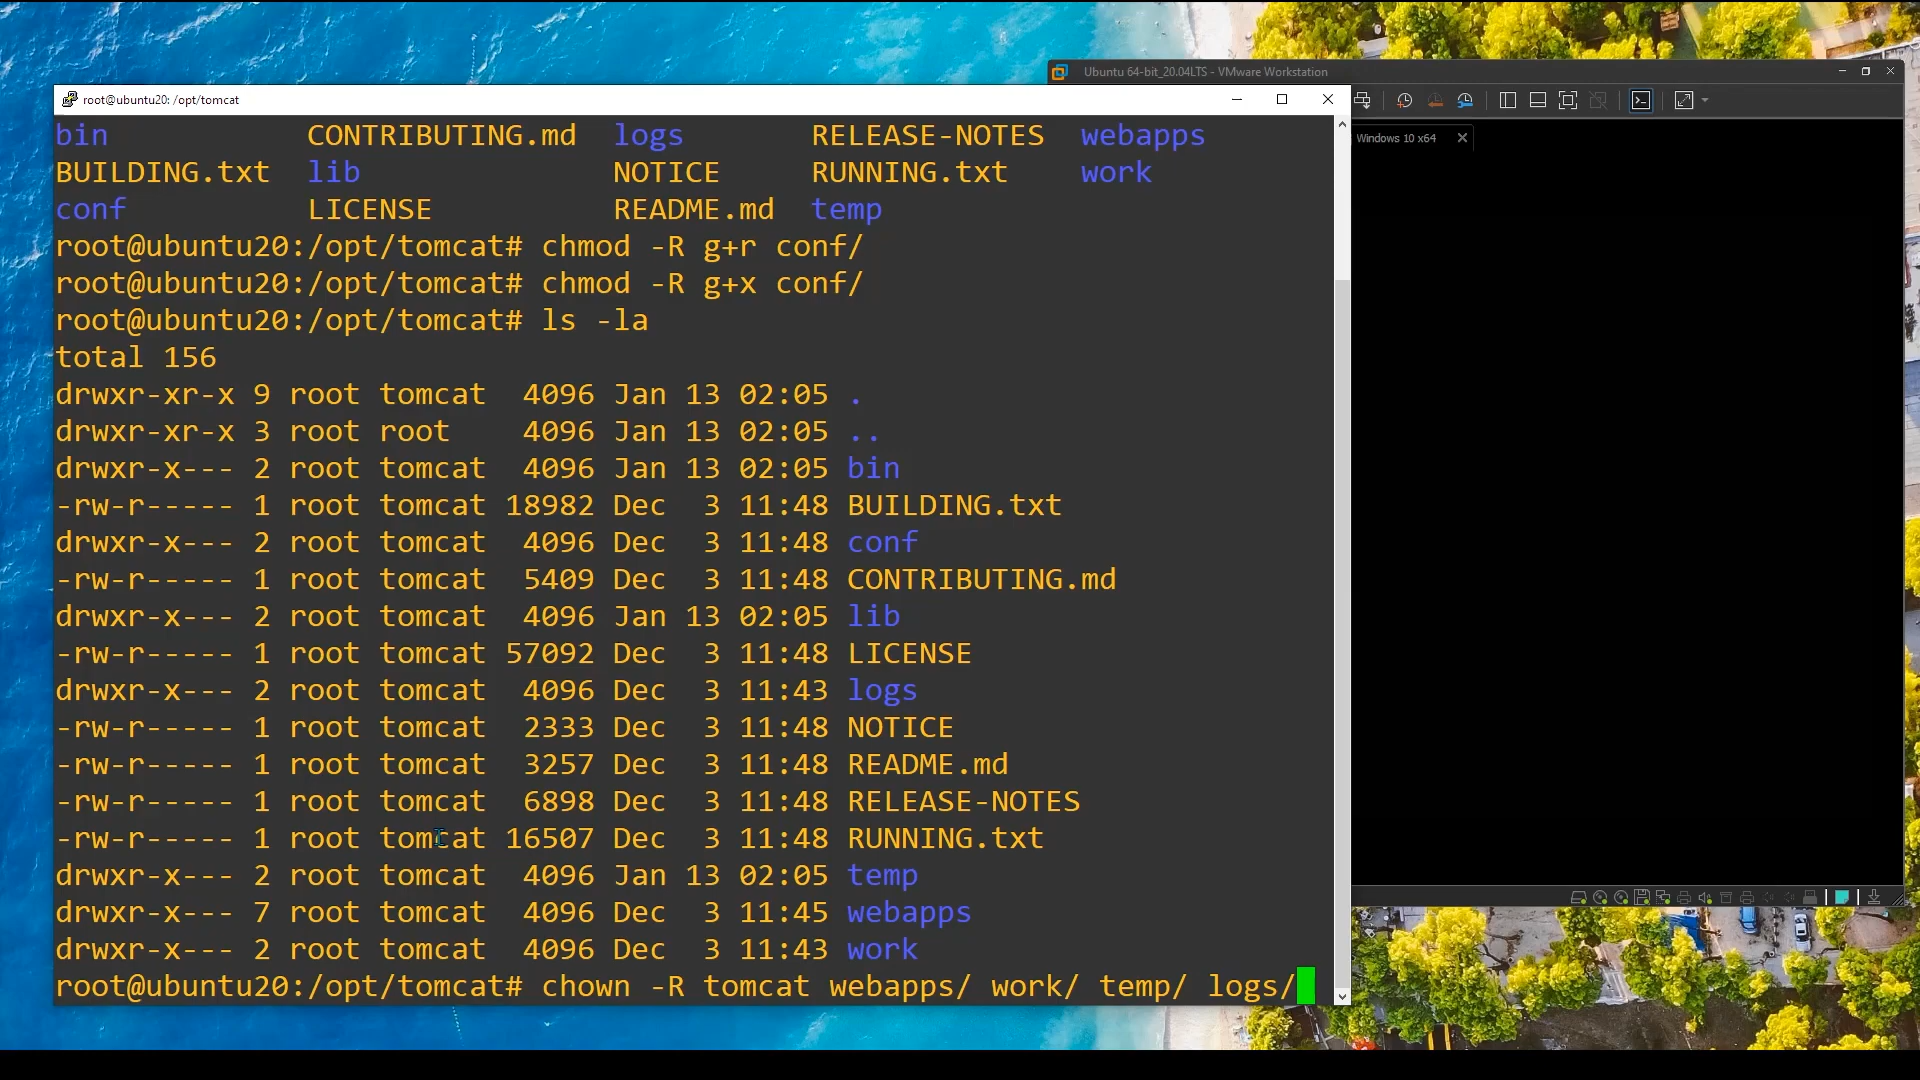 Ubuntu 64-bit_20.04LTS - VMware Workstation
root@ubuntu20: /opt/tomcat
Windows 10 x64
bin CONTRIBUTING.md logs RELEASE-NOTES webapps
BUILDING.txt lib NOTICE RUNNING.txt work
conf LICENSE README.md temp
root@ubuntu20:/opt/tomcat# chmod -R g+r conf/
root@ubuntu20:/opt/tomcat# chmod -R g+x conf/
root@ubuntu20:/opt/tomcat# ls -la
total 156
drwxr-xr-x 9 root tomcat 4096 Jan 13 02:05 .
drwxr-xr-x 3 root root 4096 Jan 13 02:05 ..
drwxr-x--- 2 root tomcat 4096 Jan 13 02:05 bin
-rw-r----- 1 root tomcat 18982 Dec 3 11:48 BUILDING.txt
drwxr-x--- 2 root tomcat 4096 Dec 3 11:48 conf
-rw-r----- 1 root tomcat 5409 Dec 3 11:48 CONTRIBUTING.md
drwxr-x--- 2 root tomcat 4096 Jan 13 02:05 lib
-rw-r----- 1 root tomcat 57092 Dec 3 11:48 LICENSE
drwxr-x--- 2 root tomcat 4096 Dec 3 11:43 logs
-rw-r----- 1 root tomcat 2333 Dec 3 11:48 NOTICE
-rw-r----- 1 root tomcat 3257 Dec 3 11:48 README.md
-rw-r----- 1 root tomcat 6898 Dec 3 11:48 RELEASE-NOTES
-rw-r----- 1 root tomcat 16507 Dec 3 11:48 RUNNING.txt
drwxr-x--- 2 root tomcat 4096 Jan 13 02:05 temp
drwxr-x--- 7 root tomcat 4096 Dec 3 11:45 webapps
drwxr-x--- 2 root tomcat 4096 Dec 3 11:43 work
root@ubuntu20:/opt/tomcat# chown -R tomcat webapps/ work/ temp/ logs/